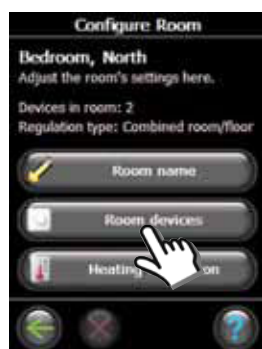 Configure Room
Bedroom, North
Adjust the room's settings here.
Devices in room: 2
Regulation type: Combined room/floor
Room name
Room devices
Heating on
?